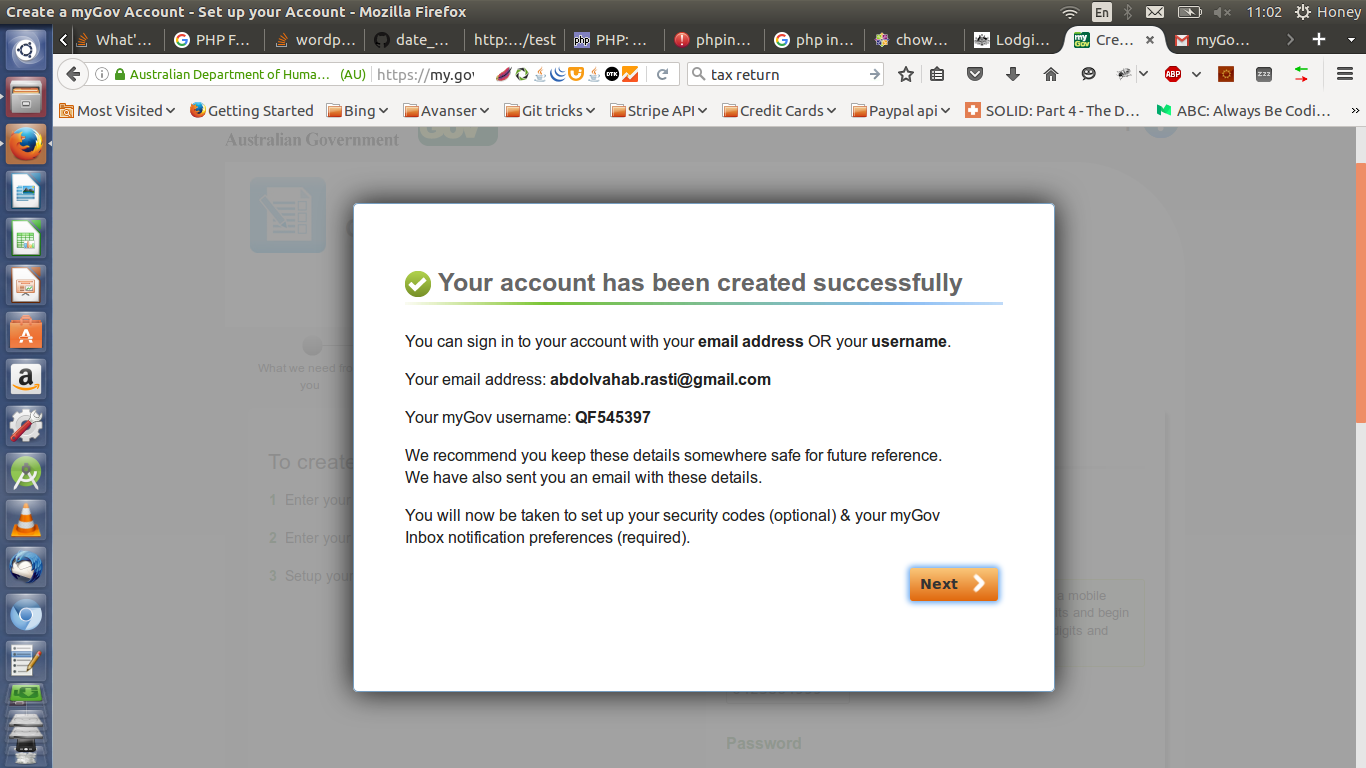 Create a myGov Account - Set up your Account - Mozilla Firefox
En
11:02
Honey
What'...
PHP F...
wordp...
date_...
http:.../test
php
PHP: ...
phpin...
php in...
chow...
Lodgi...
my
GOV
Cre...
myGo...
Australian Department of Huma... (AU)
https://my.gov
DTK
tax return
ABP
zzz
Most Visited
Getting Started
Bing
Avanser
Git tricks
Stripe API
Credit Cards
Paypal api
SOLID: Part 4 - The D...
ABC: Always Be Codi...
Australian Government
GOV
Your account has been created successfully
You can sign in to your account with your email address OR your username.
Your email address: abdolvahab.rasti@gmail.com
Your myGov username: QF545397
We recommend you keep these details somewhere safe for future reference.
We have also sent you an email with these details.
You will now be taken to set up your security codes (optional) & your myGov
Inbox notification preferences (required).
Next
What we need
you
To create
1 Enter your
2 Enter your
3 Setup your
a mobile
and begin
digits and
Password